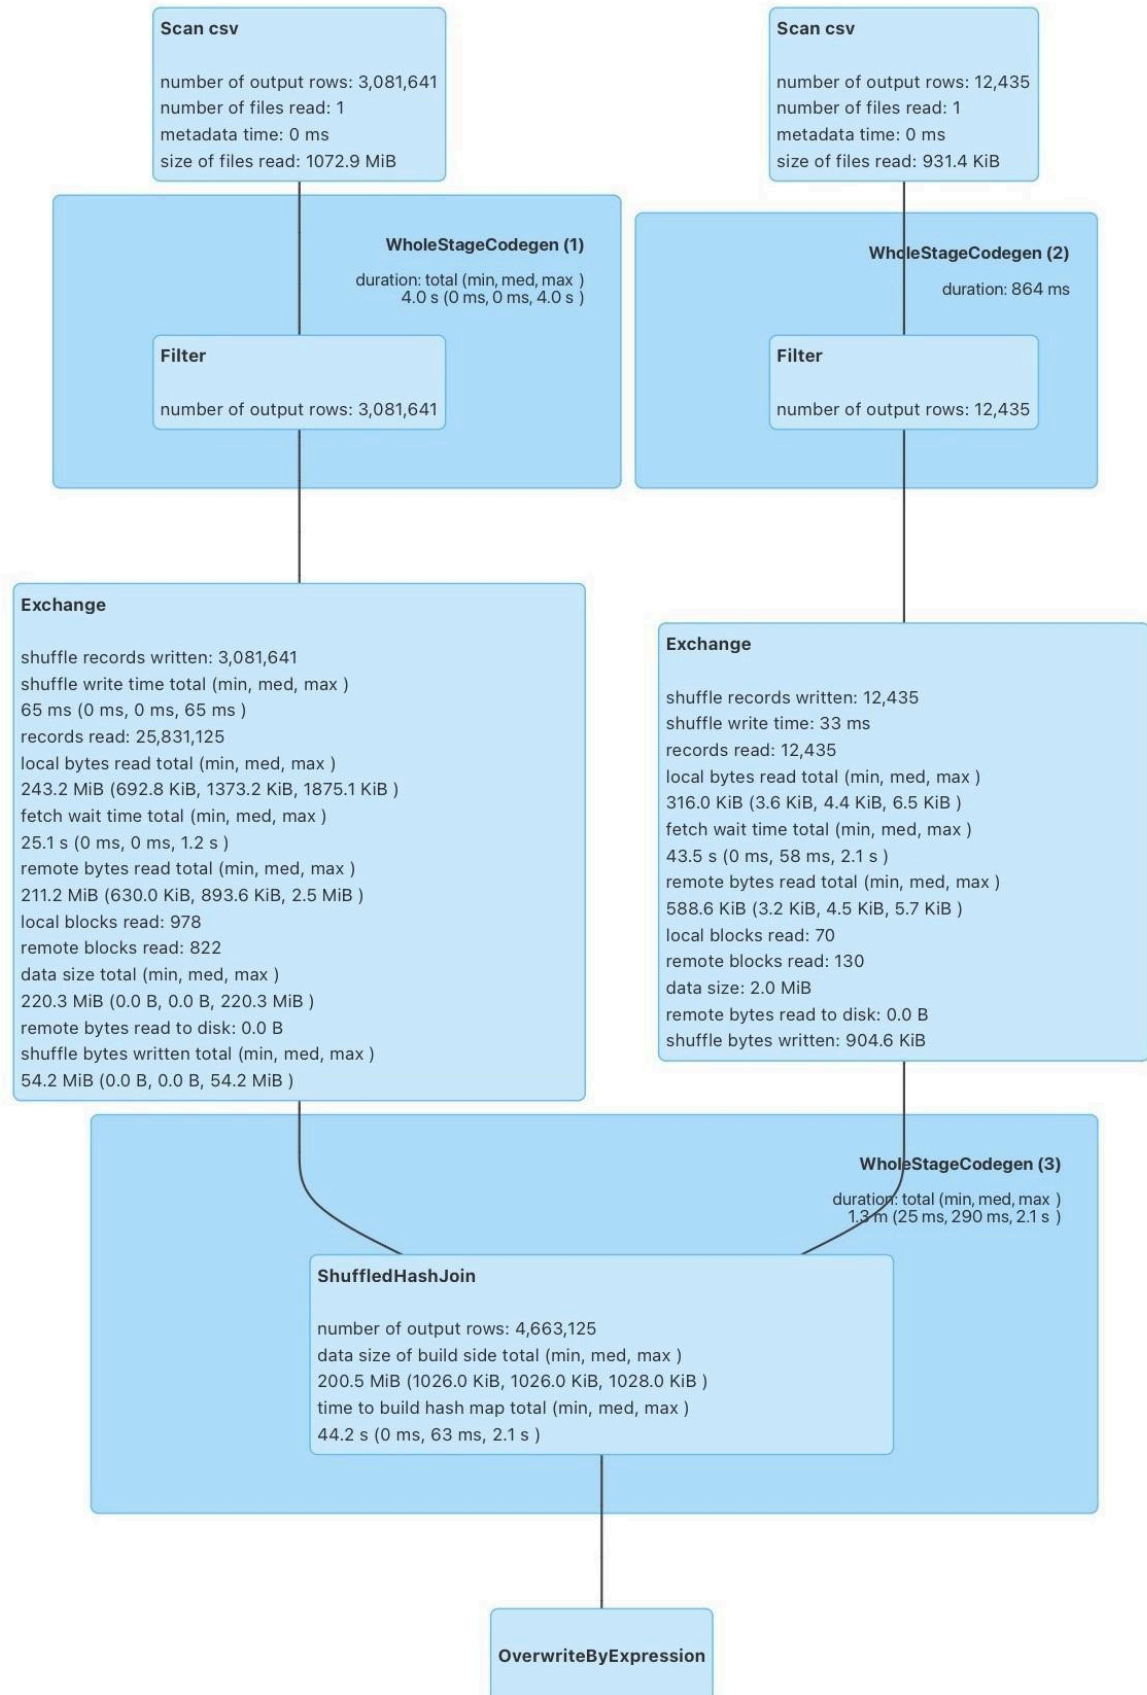 Scan csv
number of output rows: 3,081,641
number of files read: 1
metadata time: 0 ms
size of files read: 1072.9 MiB
Scan csv
number of output rows: 12,435
number of files read: 1
metadata time: 0 ms
size of files read: 931.4 KiB
WholeStageCodegen (1)
duration: total (min, med, max )
4.0 s (0 ms, 0 ms, 4.0 s )
Filter
number of output rows: 3,081,641
WholeStageCodegen (2)
duration: 864 ms
Filter
number of output rows: 12,435
Exchange
shuffle records written: 3,081,641
shuffle write time total (min, med, max )
65 ms (0 ms, 0 ms, 65 ms )
records read: 25,831,125
local bytes read total (min, med, max )
243.2 MiB (692.8 KiB, 1373.2 KiB, 1875.1 KiB )
fetch wait time total (min, med, max )
25.1 s (0 ms, 0 ms, 1.2 s )
remote bytes read total (min, med, max )
211.2 MiB (630.0 KiB, 893.6 KiB, 2.5 MiB )
local blocks read: 978
remote blocks read: 822
data size total (min, med, max )
220.3 MiB (0.0 B, 0.0 B, 220.3 MiB )
remote bytes read to disk: 0.0 B
shuffle bytes written total (min, med, max )
54.2 MiB (0.0 B, 0.0 B, 54.2 MiB )
Exchange
shuffle records written: 12,435
shuffle write time: 33 ms
records read: 12,435
local bytes read total (min, med, max )
316.0 KiB (3.6 KiB, 4.4 KiB, 6.5 KiB )
fetch wait time total (min, med, max )
43.5 s (0 ms, 58 ms, 2.1 s )
remote bytes read total (min, med, max )
588.6 KiB (3.2 KiB, 4.5 KiB, 5.7 KiB )
local blocks read: 70
remote blocks read: 130
data size: 2.0 MiB
remote bytes read to disk: 0.0 B
shuffle bytes written: 904.6 KiB
WholeStageCodegen (3)
duration: total (min, med, max )
1.3 m (25 ms, 290 ms, 2.1 s )
ShuffledHashJoin
number of output rows: 4,663,125
data size of build side total (min, med, max )
200.5 MiB (1026.0 KiB, 1026.0 KiB, 1028.0 KiB )
time to build hash map total (min, med, max )
44.2 s (0 ms, 63 ms, 2.1 s )
OverwriteByExpression